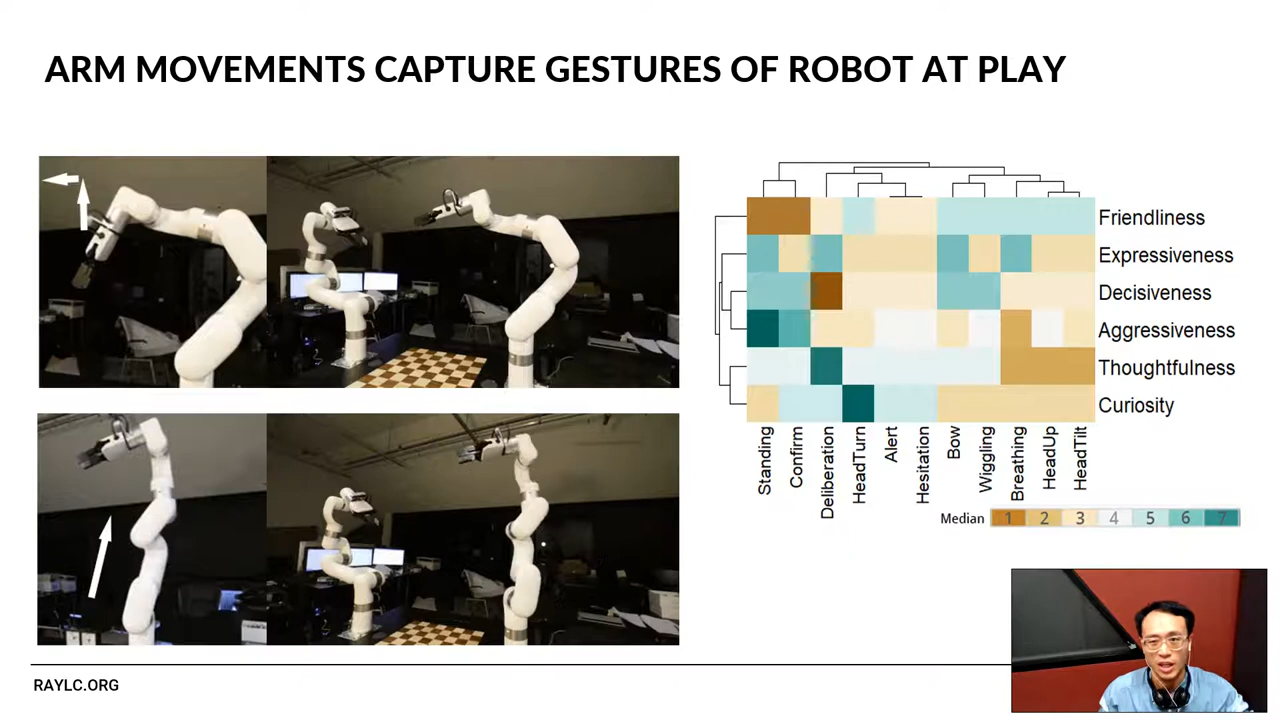 ARM MOVEMENTS CAPTURE GESTURES OF ROBOT AT PLAY
Friendliness
Expressiveness
Decisiveness
Aggressiveness
Thoughtfulness
Curiosity
Standing
Confirm
Deliberation
HeadTurn
Alert
Hesitation
Bow
Wiggling
Breathing
HeadUp
HeadTilt
Median 1 2 3 4 5 6 7
RAYLC.ORG